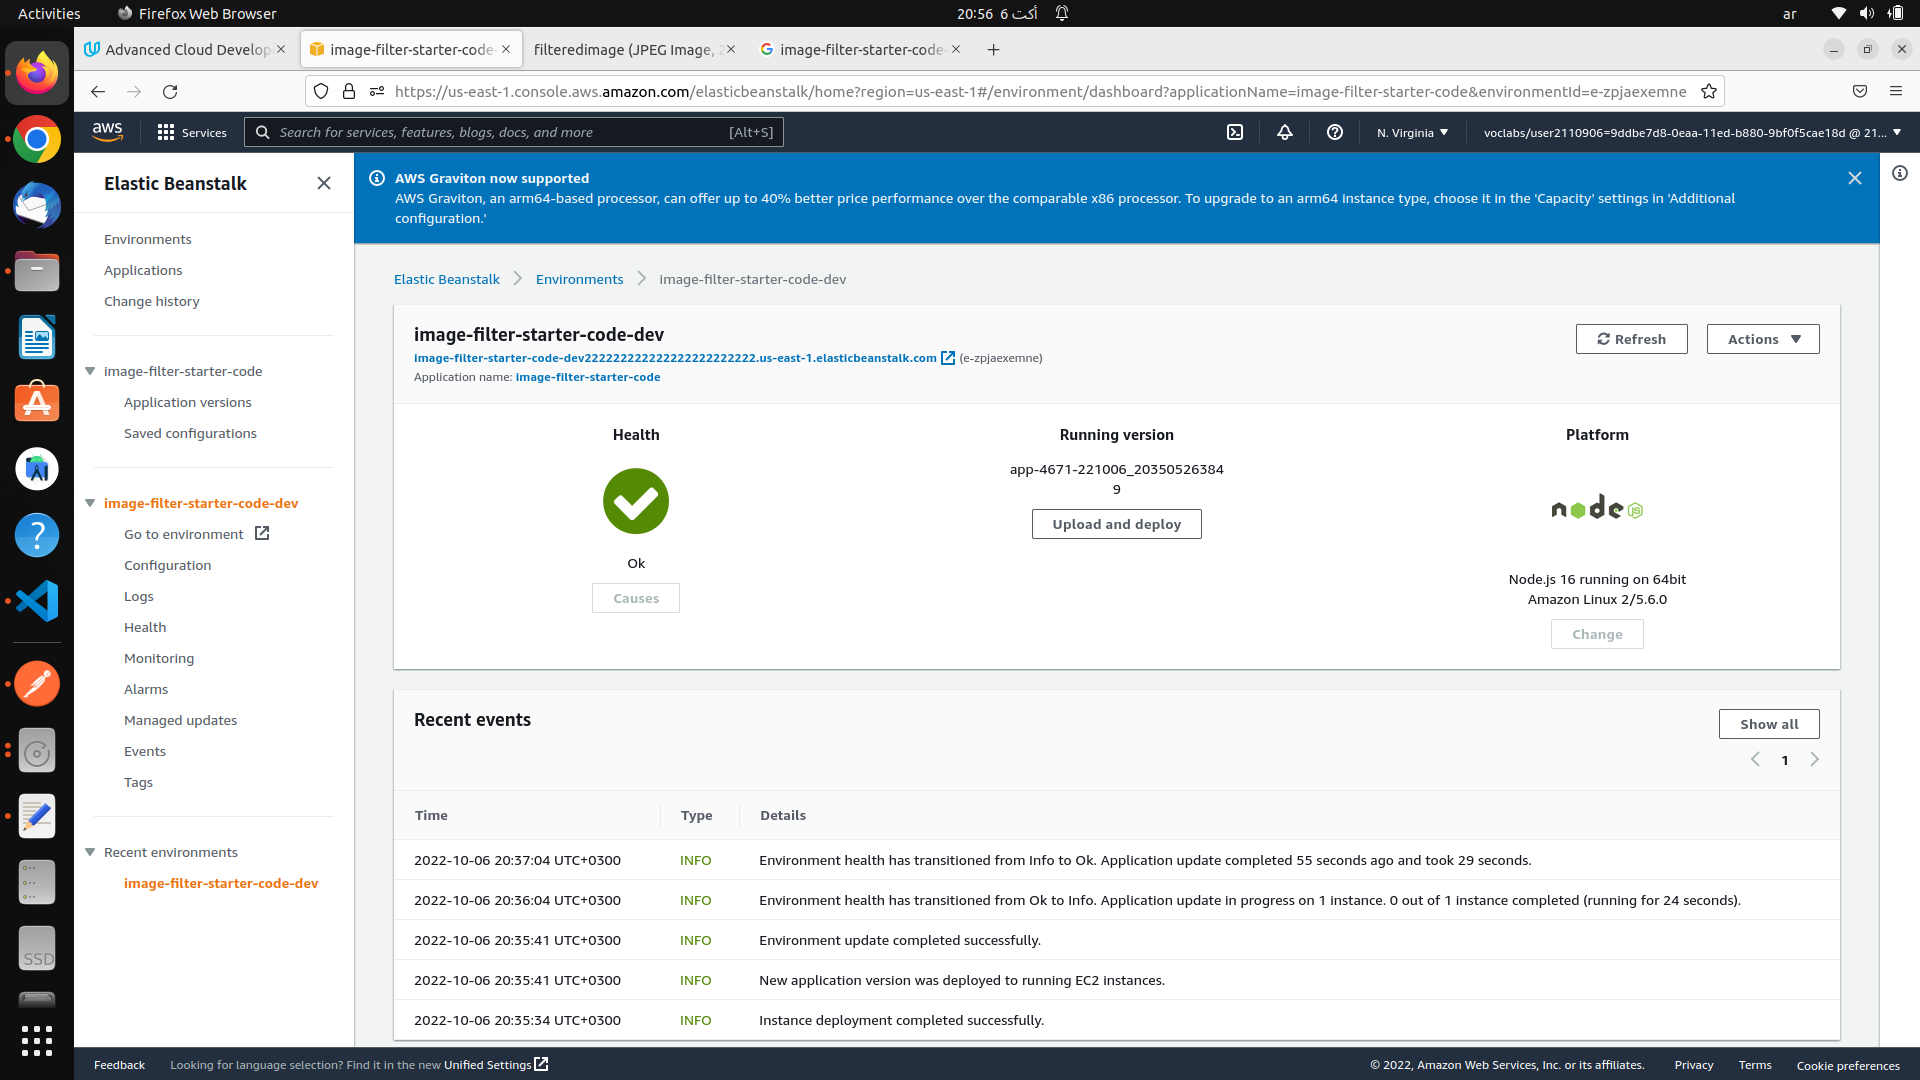 Activities
Firefox Web Browser
20:56 6 أكت
ar
Advanced Cloud Develop
image-filter-starter-code-
filteredimage (JPEG Image, 2
image-filter-starter-code-
https://us-east-1.console.aws.amazon.com/elasticbeanstalk/home?region=us-east-1#/environment/dashboard?applicationName=image-filter-starter-code&environmentId=e-zpjaexemne
aws
Services
Search for services, features, blogs, docs, and more
[Alt+S]
N. Virginia
voclabs/user2110906=9ddbe7d8-0eaa-11ed-b880-9bf0f5cae18d @ 21...
Elastic Beanstalk
Environments
Applications
Change history
image-filter-starter-code
Application versions
Saved configurations
image-filter-starter-code-dev
Go to environment
Configuration
Logs
Health
Monitoring
Alarms
Managed updates
Events
Tags
Recent environments
image-filter-starter-code-dev
AWS Graviton now supported
AWS Graviton, an arm64-based processor, can offer up to 40% better price performance over the comparable x86 processor. To upgrade to an arm64 instance type, choose it in the 'Capacity' settings in 'Additional
configuration.'
Elastic Beanstalk
Environments
image-filter-starter-code-dev
image-filter-starter-code-dev
(e-zpjaexemne)
Application name: image-filter-starter-code
Refresh
Actions
Health
Ok
Causes
Running version
app-4671-221006_20350526384
9
Upload and deploy
Platform
node JS
Node.js 16 running on 64bit
Amazon Linux 2/5.6.0
Change
Recent events
Show all
1
Time Type Details
2022-10-06 20:37:04 UTC+0300 INFO Environment health has transitioned from Info to Ok. Application update completed 55 seconds ago and took 29 seconds.
2022-10-06 20:36:04 UTC+0300 INFO Environment health has transitioned from Ok to Info. Application update in progress on 1 instance. 0 out of 1 instance completed (running for 24 seconds).
2022-10-06 20:35:41 UTC+0300 INFO Environment update completed successfully.
2022-10-06 20:35:41 UTC+0300 INFO New application version was deployed to running EC2 instances.
2022-10-06 20:35:34 UTC+0300 INFO Instance deployment completed successfully.
SSD
Feedback
Looking for language selection? Find it in the new Unified Settings
© 2022, Amazon Web Services, Inc. or its affiliates.
Privacy
Terms
Cookie preferences